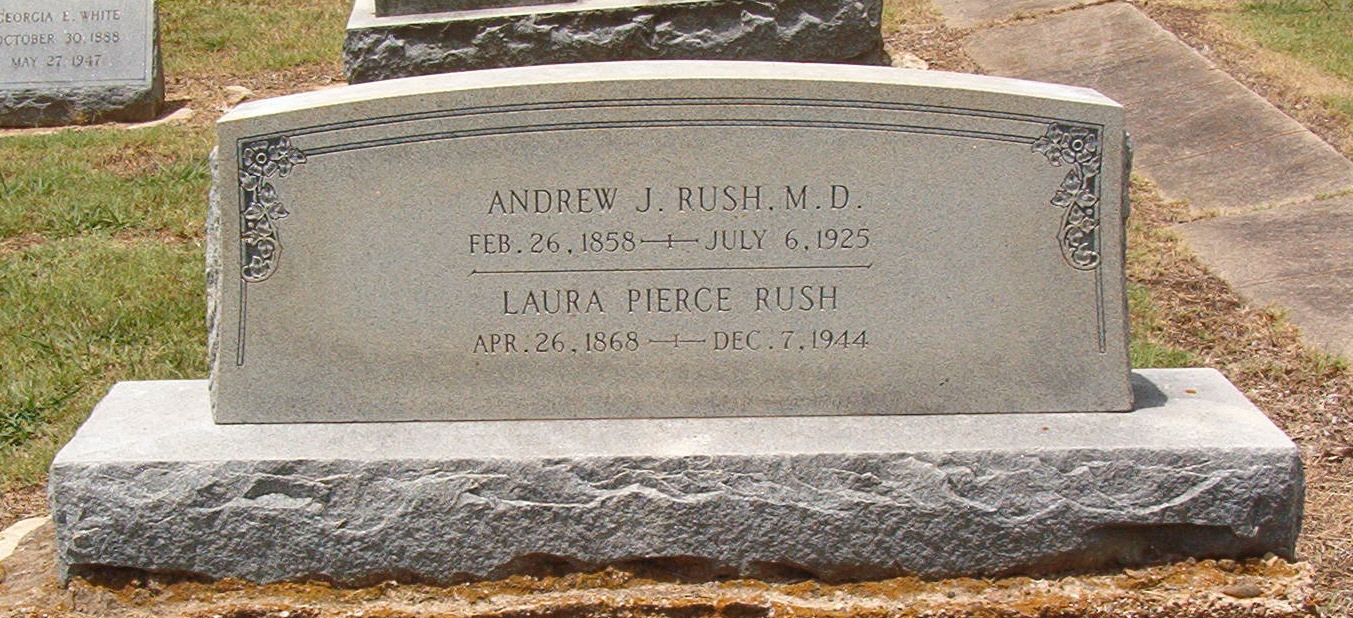 GEORGIA E. WHITE
OCTOBER 30, 1888
MAY 27 1947
ANDREW J. RUSH, M.D.
FEB. 26, 1858 — JULY 6, 1925
LAURA PIERCE RUSH
APR. 26, 1868 — DEC. 7, 1944